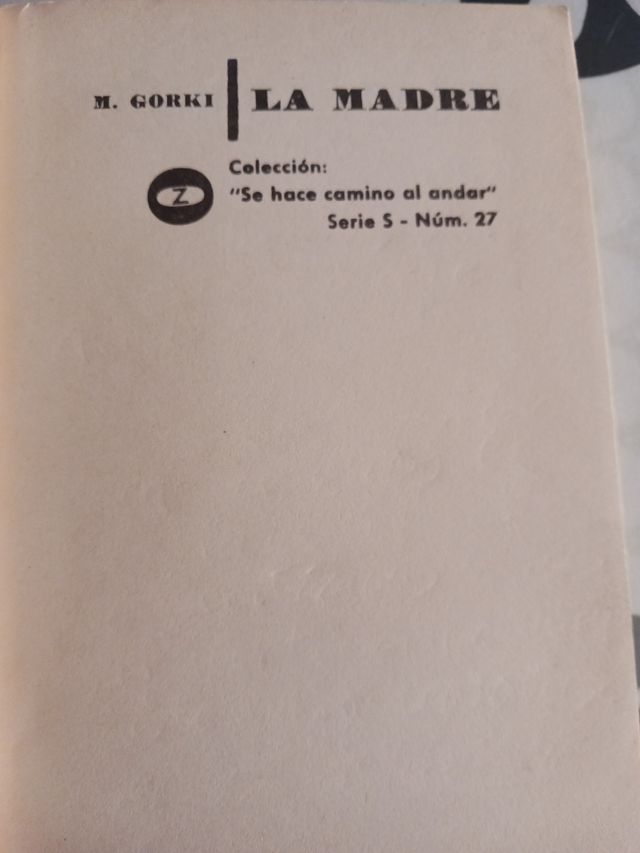 M. GORKI LA MADRE
Colección:
"Se hace camino al andar"
Z
Serie S - Núm. 27